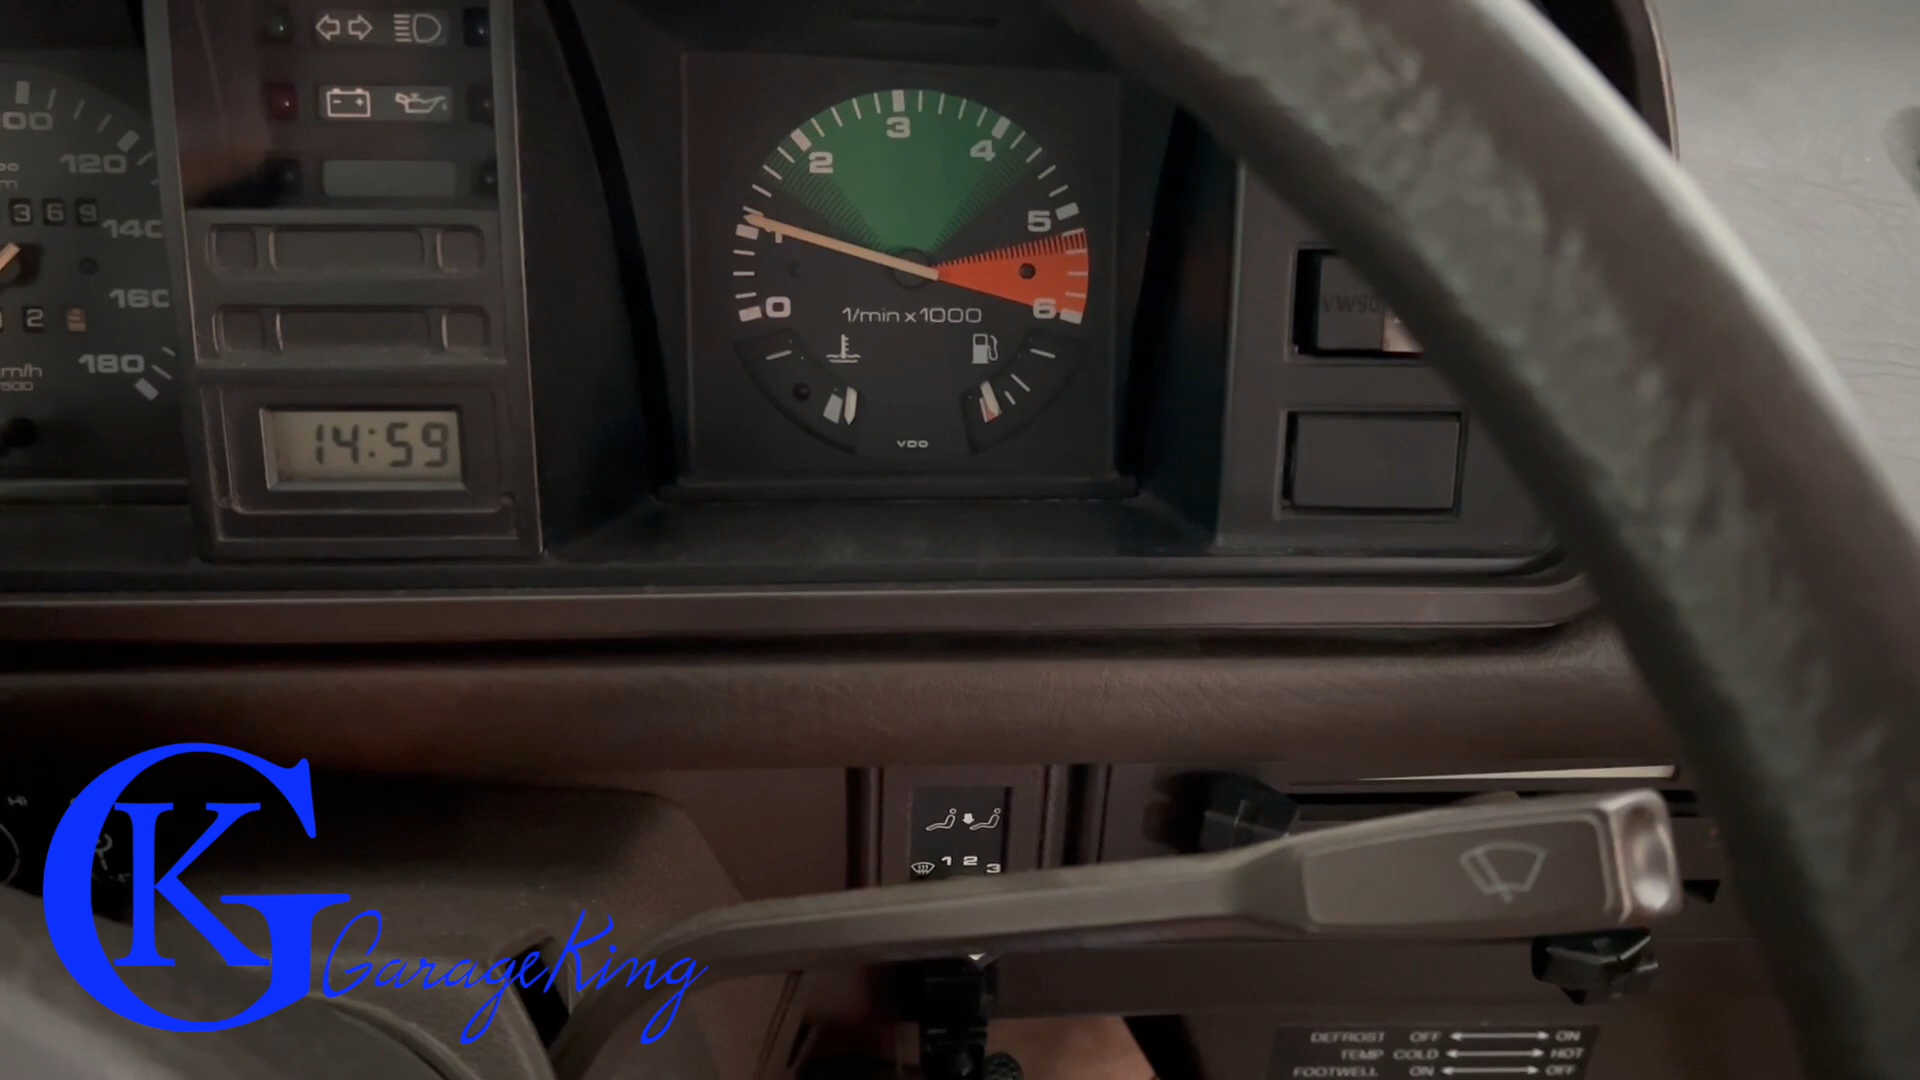 120
369
140
160
2
180
km/h
14:59
0
1
2
3
4
5
6
1/min x 1000
VDO
1 2 3
GK
GarageKing
DEFROST OFF ON
TEMP COLD HOT
FOOTWELL ON OFF